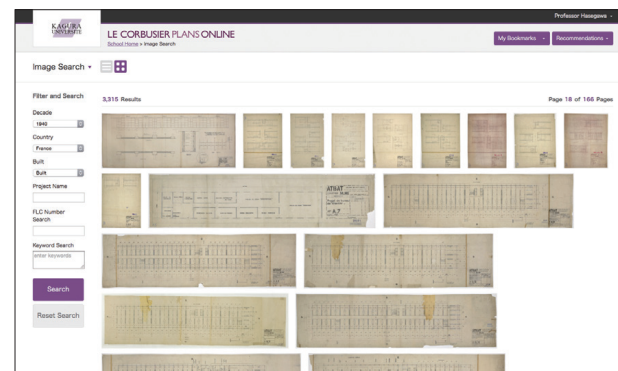 Professor Hasegawa
KAGURA
UNIVERSITÉ
LE CORBUSIER PLANS ONLINE
School Home » Image Search
My Bookmarks
Recommendations
Image Search
Filter and Search
3,315 Results
Page 18 of 166 Pages
Decade
1940
Country
France
Built
Built
Project Name
ATBAT
FLC Number
Search
Keyword Search
enter keywords
Search
Reset Search